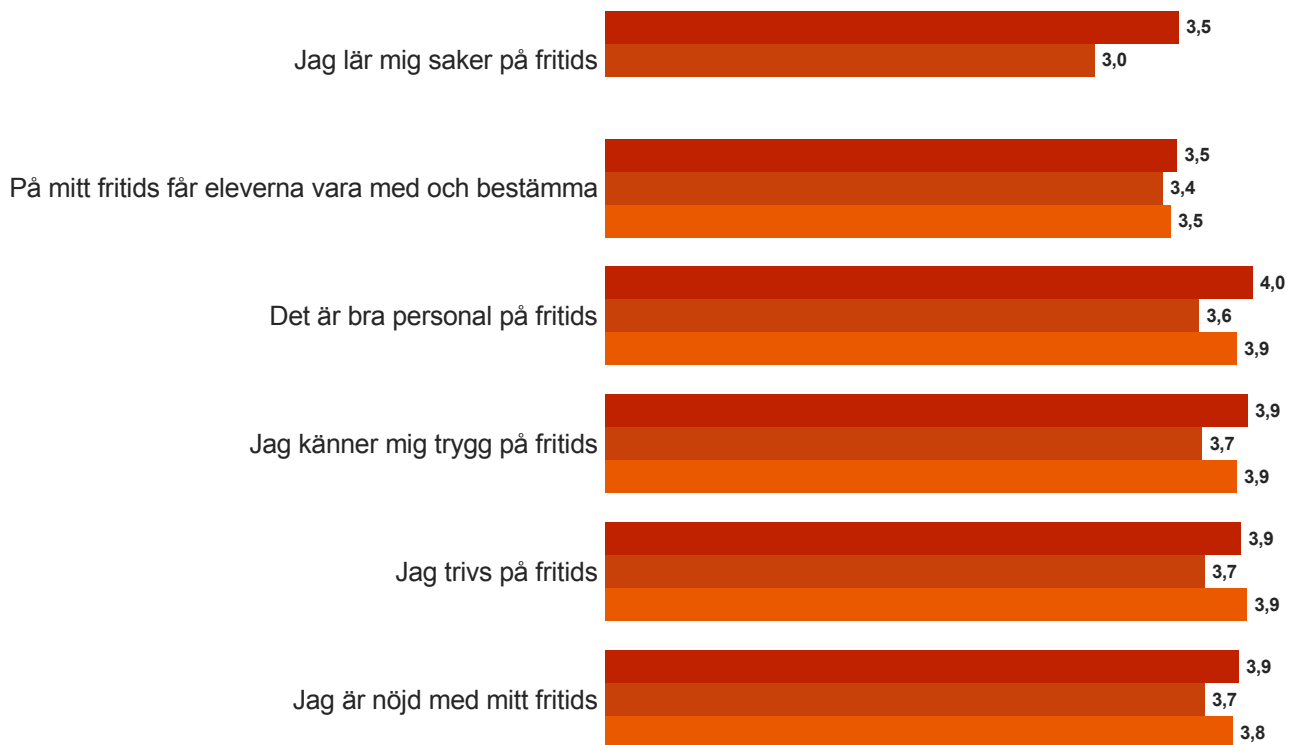 3,5
Jag lär mig saker på fritids
3,0
3,5
På mitt fritids får eleverna vara med och bestämma
3,4
3,5
4,0
Det är bra personal på fritids
3,6
3,9
3,9
Jag känner mig trygg på fritids
3,7
3,9
3,9
Jag trivs på fritids
3,7
3,9
3,9
Jag är nöjd med mitt fritids
3,7
3,8